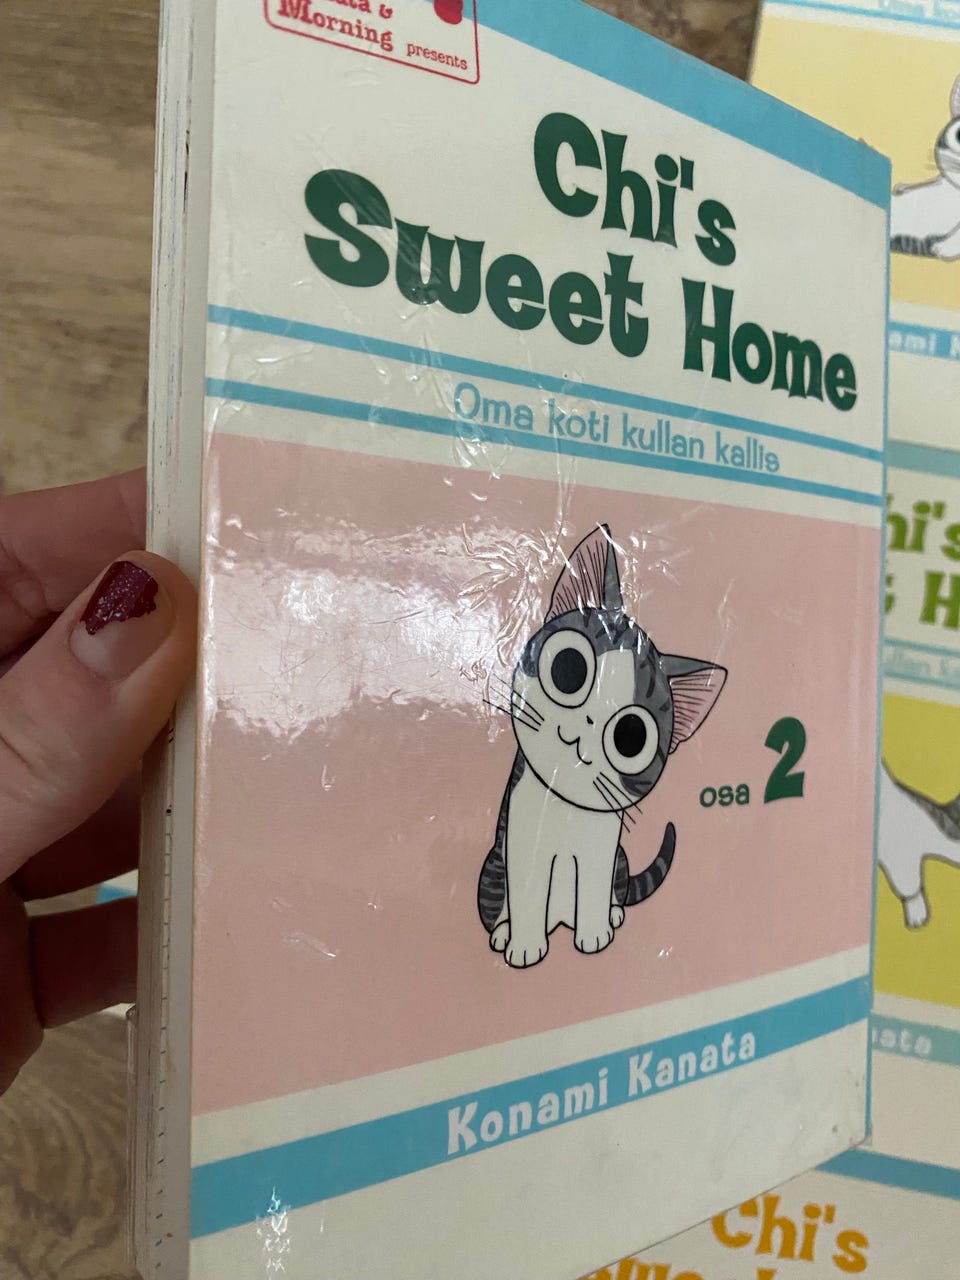 Morning presents
Chi's
Sweet Home
Oma koti kullan kallis
osa 2
Konami Kanata
Chi's